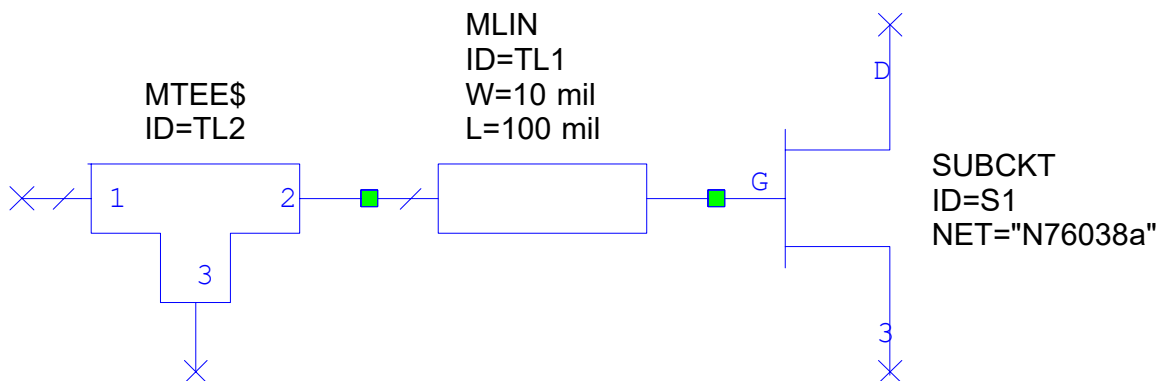 MLIN
ID=TL1
W=10 mil
L=100 mil
MTEE$
ID=TL2
1
2
3
G
D
3
SUBCKT
ID=S1
NET="N76038a"